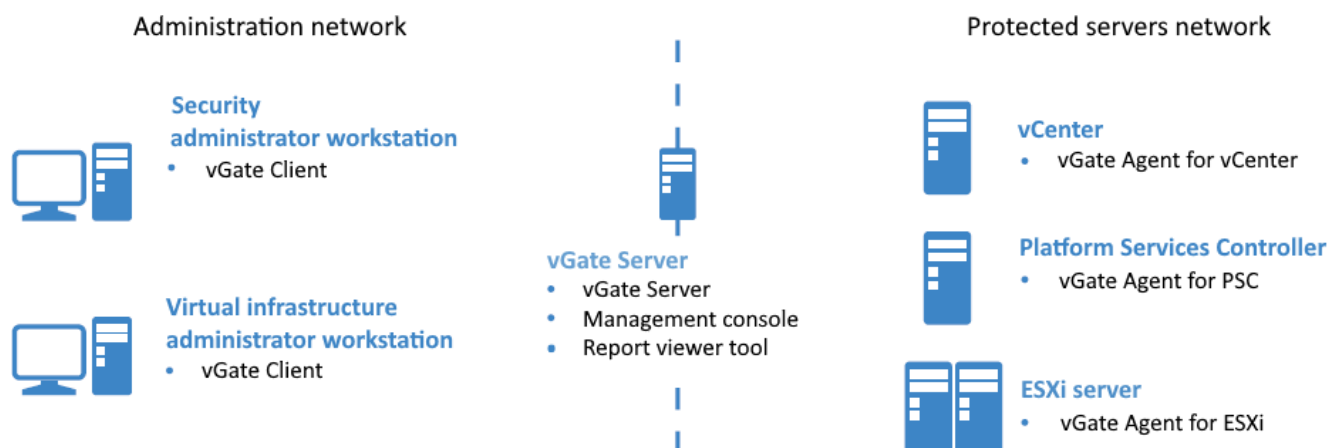 Administration network
Protected servers network
Security
administrator workstation
• vGate Client
Virtual infrastructure
administrator workstation
• vGate Client
vGate Server
• vGate Server
• Management console
• Report viewer tool
vCenter
• vGate Agent for vCenter
Platform Services Controller
• vGate Agent for PSC
ESXi server
• vGate Agent for ESXi